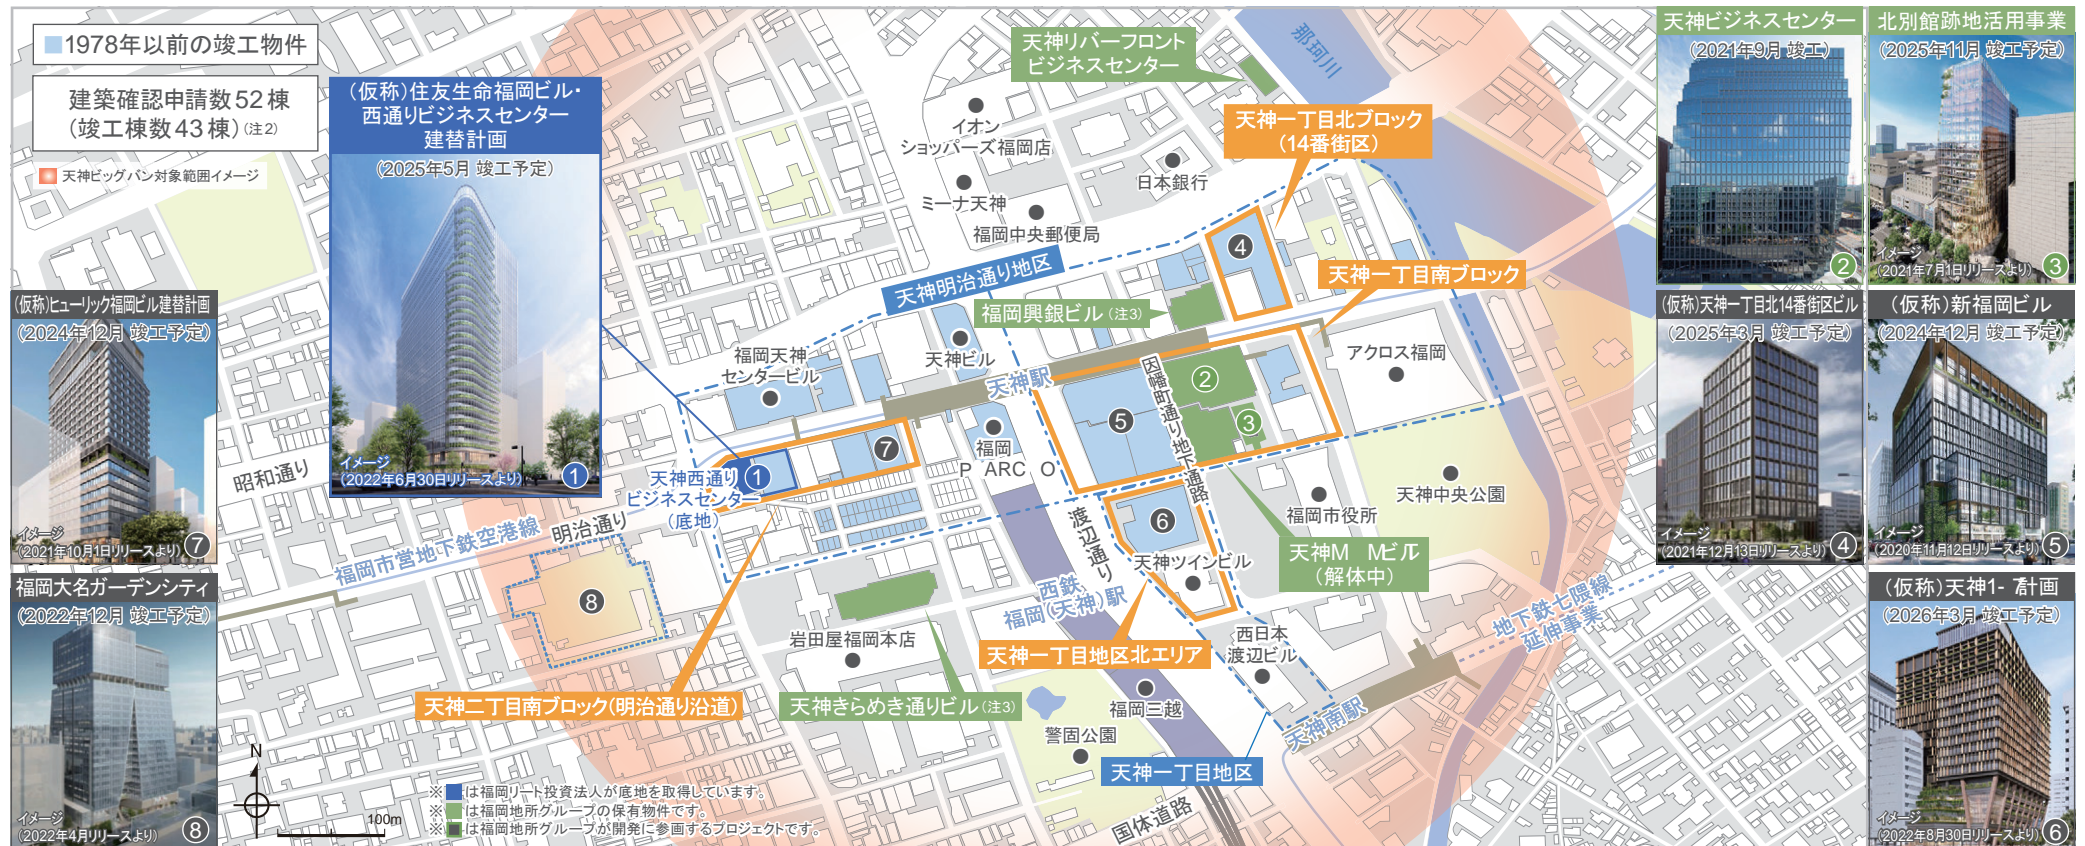 1978年以前の竣工物件
建築確認申請数52棟
(竣工棟数43棟)(注2)
天神ビッグバン対象範囲イメージ
(仮称)住友生命福岡ビル・
西通りビジネスセンター
建替計画
(2025年5月 竣工予定)
イメージ
(2022年6月30日リリースより)
1
(仮称)ヒューリック福岡ビル建替計画
(2024年12月 竣工予定)
イメージ
(2021年10月1日リリースより)
7
福岡大名ガーデンシティ
(2022年12月 竣工予定)
イメージ
(2022年4月リリースより)
8
天神リバーフロント
ビジネスセンター
那珂川
イオン
ショッパーズ福岡店
ミーナ天神
福岡中央郵便局
日本銀行
天神一丁目北ブロック
(14番街区)
4
天神明治通り地区
天神一丁目南ブロック
福岡興銀ビル(注3)
福岡天神
センタービル
天神ビル
天神駅
因幡町通り地下通路
アクロス福岡
2
3
5
7
1
福岡
PARCO
天神西通り
ビジネスセンター
(底地)
昭和通り
明治通り
福岡市営地下鉄空港線
渡辺通り
6
天神ツインビル
福岡市役所
天神中央公園
天神MMビル
(解体中)
8
西鉄
福岡(天神)駅
地下鉄七隈線
延伸事業
岩田屋福岡本店
天神一丁目地区北エリア
西日本
渡辺ビル
天神二丁目南ブロック(明治通り沿道)
天神きらめき通りビル(注3)
福岡三越
天神南駅
警固公園
天神一丁目地区
国体道路
N
100m
※■は福岡リート投資法人が底地を取得しています。
※■は福岡地所グループの保有物件です。
※■は福岡地所グループが開発に参画するプロジェクトです。
天神ビジネスセンター
(2021年9月 竣工)
2
北別館跡地活用事業
(2025年11月 竣工予定)
イメージ
(2021年7月1日リリースより)
3
(仮称)天神一丁目北14番街区ビル
(2025年3月 竣工予定)
イメージ
(2021年12月13日リリースより)
4
(仮称)新福岡ビル
(2024年12月 竣工予定)
イメージ
(2020年11月12日リリースより)
5
(仮称)天神1-7計画
(2026年3月 竣工予定)
イメージ
(2022年8月30日リリースより)
6